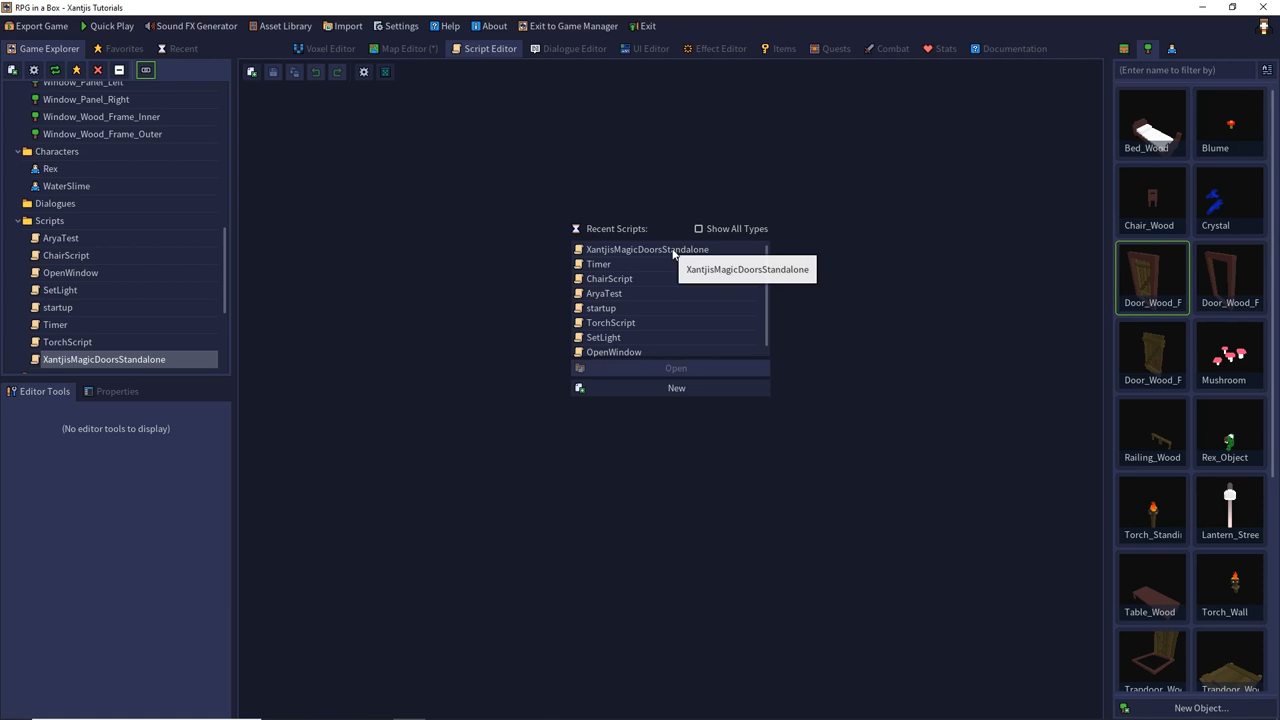 RPG in a Box - Xantjis Tutorials
Export Game Quick Play Sound FX Generator Asset Library Import Settings Help About Exit to Game Manager Exit
Game Explorer Favorites Recent Voxel Editor Map Editor (*) Script Editor Dialogue Editor UI Editor Effect Editor Items Quests Combat Stats Documentation
(Enter name to filter by)
Window_Panel_Left
Window_Panel_Right
Window_Wood_Frame_Inner
Window_Wood_Frame_Outer
Characters
Rex
WaterSlime
Dialogues
Scripts
AryaTest
ChairScript
OpenWindow
SetLight
startup
Timer
TorchScript
XantjisMagicDoorsStandalone
Editor Tools Properties
(No editor tools to display)
Recent Scripts: Show All Types
XantjisMagicDoorsStandalone
XantjisMagicDoorsStandalone
Timer
ChairScript
AryaTest
startup
TorchScript
SetLight
OpenWindow
Open
New
Bed_Wood Blume
Chair_Wood Crystal
Door_Wood_F Door_Wood_F
Door_Wood_F Mushroom
Railing_Wood Rex_Object
Torch_Standi Lantern_Stree
Table_Wood Torch_Wall
Trapdoor_Wo Trapdoor_Wo
New Object...